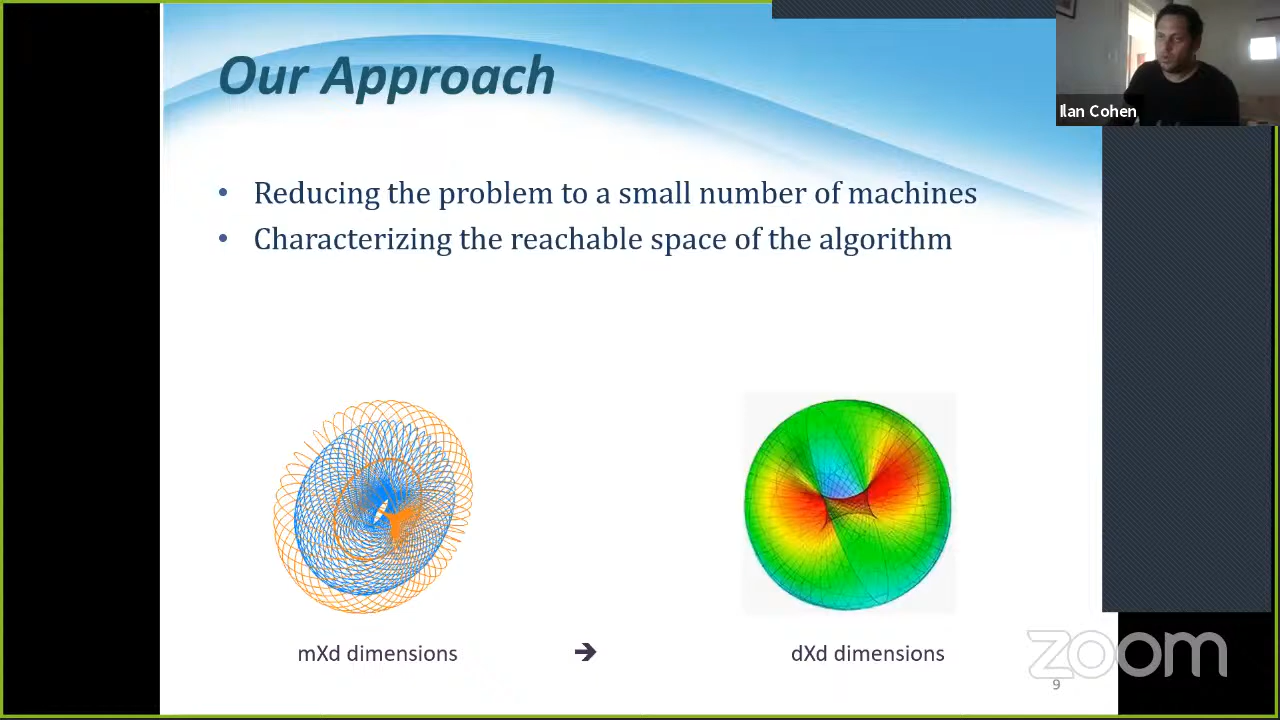 Our Approach
Ilan Cohen
• Reducing the problem to a small number of machines
• Characterizing the reachable space of the algorithm
mXd dimensions → dXd dimensions
zoom
9